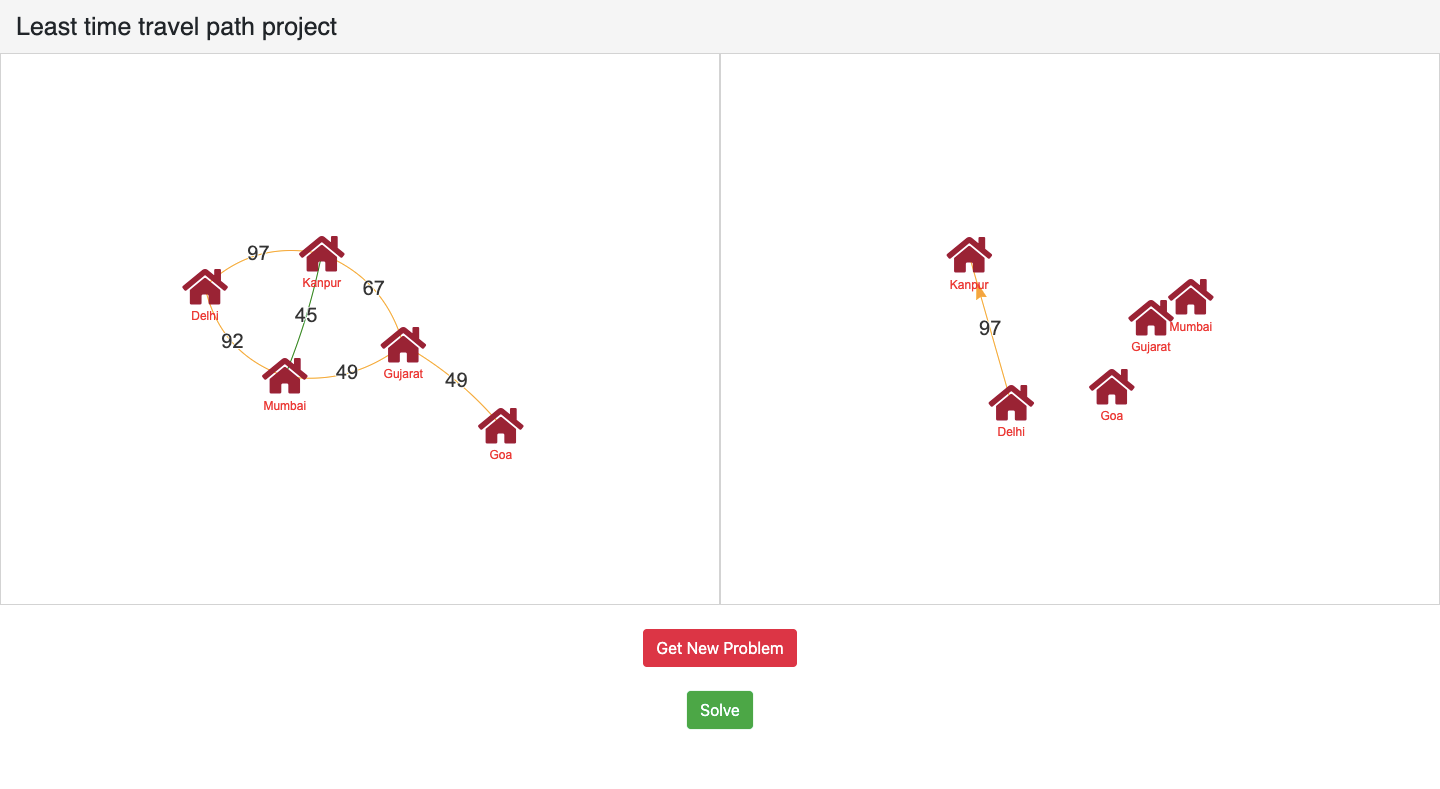 Least time travel path project
97
Kanpur
67
Delhi
45
92
49
Gujarat
49
Mumbai
Goa
Kanpur
97
Mumbai
Gujarat
Goa
Delhi
Get New Problem
Solve